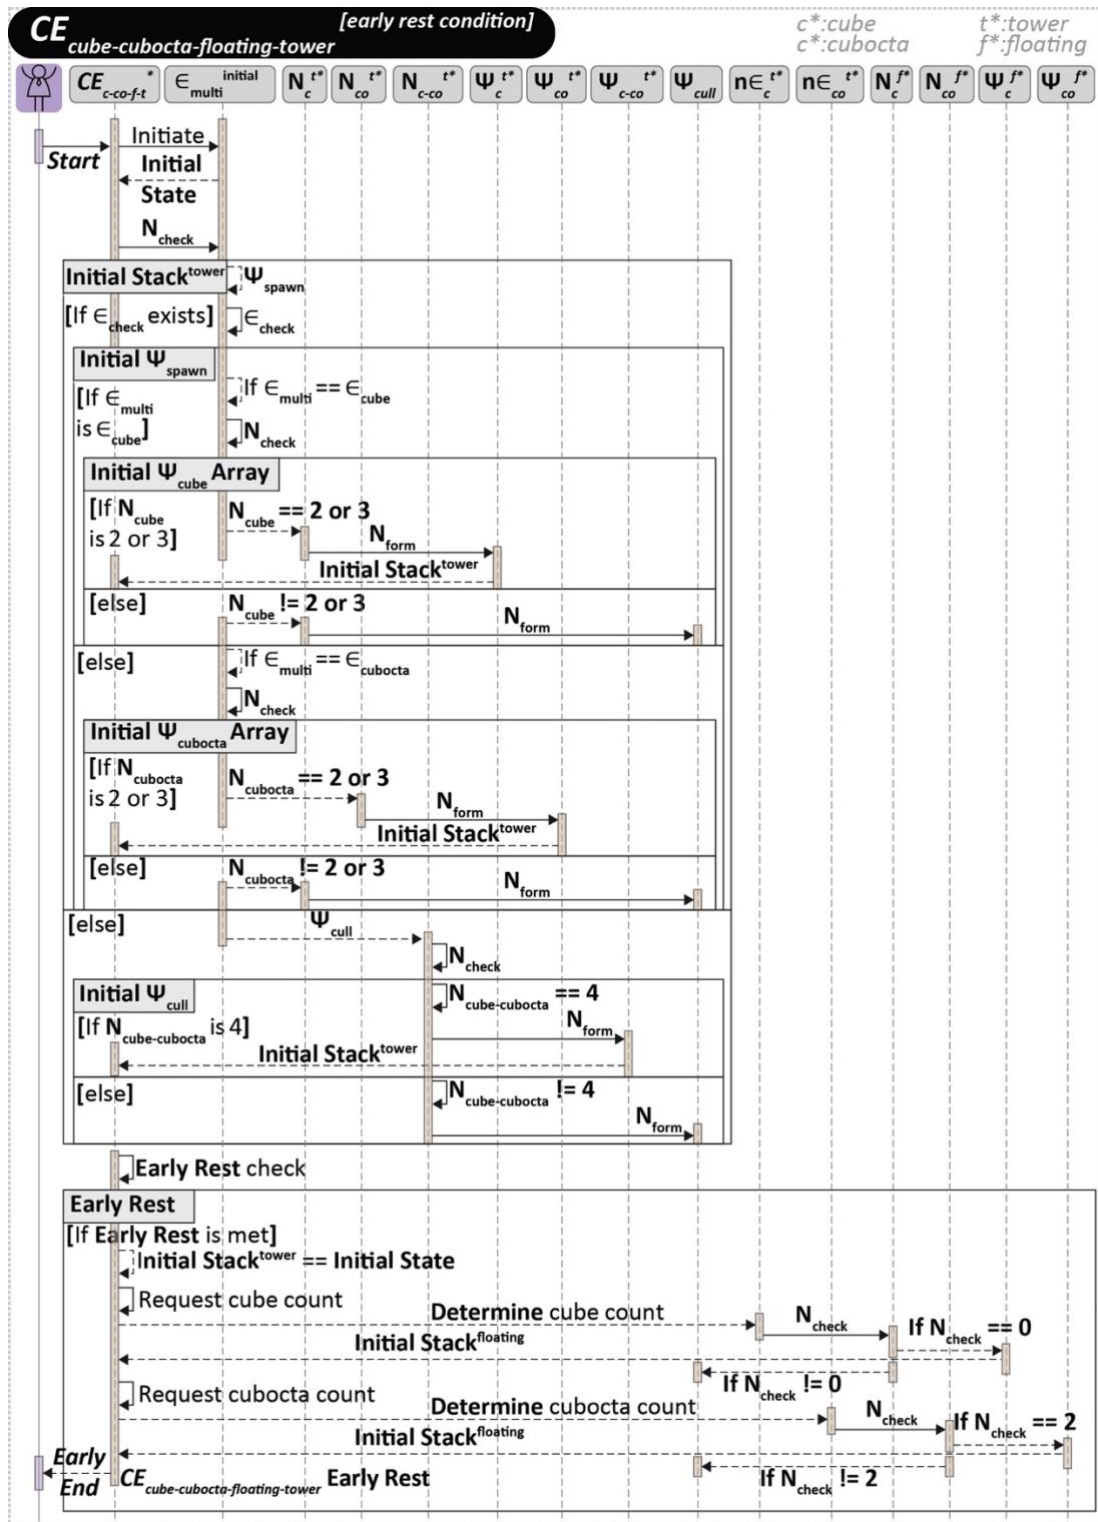 CE cube-cubocta-floating-tower [early rest condition]
c*:cube t*:tower
c*:cubocta f*:floating
CE c-co-f-t * ∈ multi initial N c t* N co t* N c-co t* Ψ c t* Ψ co t* Ψ c-co t* Ψ cull n∈ c t* n∈ co t* N c f* N co f* Ψ c f* Ψ co f*
Initiate
Start
Initial
State
N check
Initial Stack tower
Ψ spawn
[If ∈ check exists]
∈ check
Initial Ψ spawn
If ∈ multi == ∈ cube
[If ∈ multi
is ∈ cube]
N check
Initial Ψ cube Array
[If N cube
is 2 or 3]
N cube == 2 or 3
N form
Initial Stack tower
[else]
N cube != 2 or 3
N form
[else]
If ∈ multi == ∈ cubocta
N check
Initial Ψ cubocta Array
[If N cubocta
is 2 or 3]
N cubocta == 2 or 3
N form
Initial Stack tower
[else]
N cubocta != 2 or 3
N form
[else]
Ψ cull
N check
Initial Ψ cull
N cube-cubocta == 4
[If N cube-cubocta is 4]
N form
Initial Stack tower
[else]
N cube-cubocta != 4
N form
Early Rest check
Early Rest
[If Early Rest is met]
Initial Stack tower == Initial State
Request cube count
Determine cube count
N check
If N check == 0
Initial Stack floating
If N check != 0
Request cubocta count
Determine cubocta count
N check
If N check == 2
Initial Stack floating
Early
End
CE cube-cubocta-floating-tower Early Rest
If N check != 2